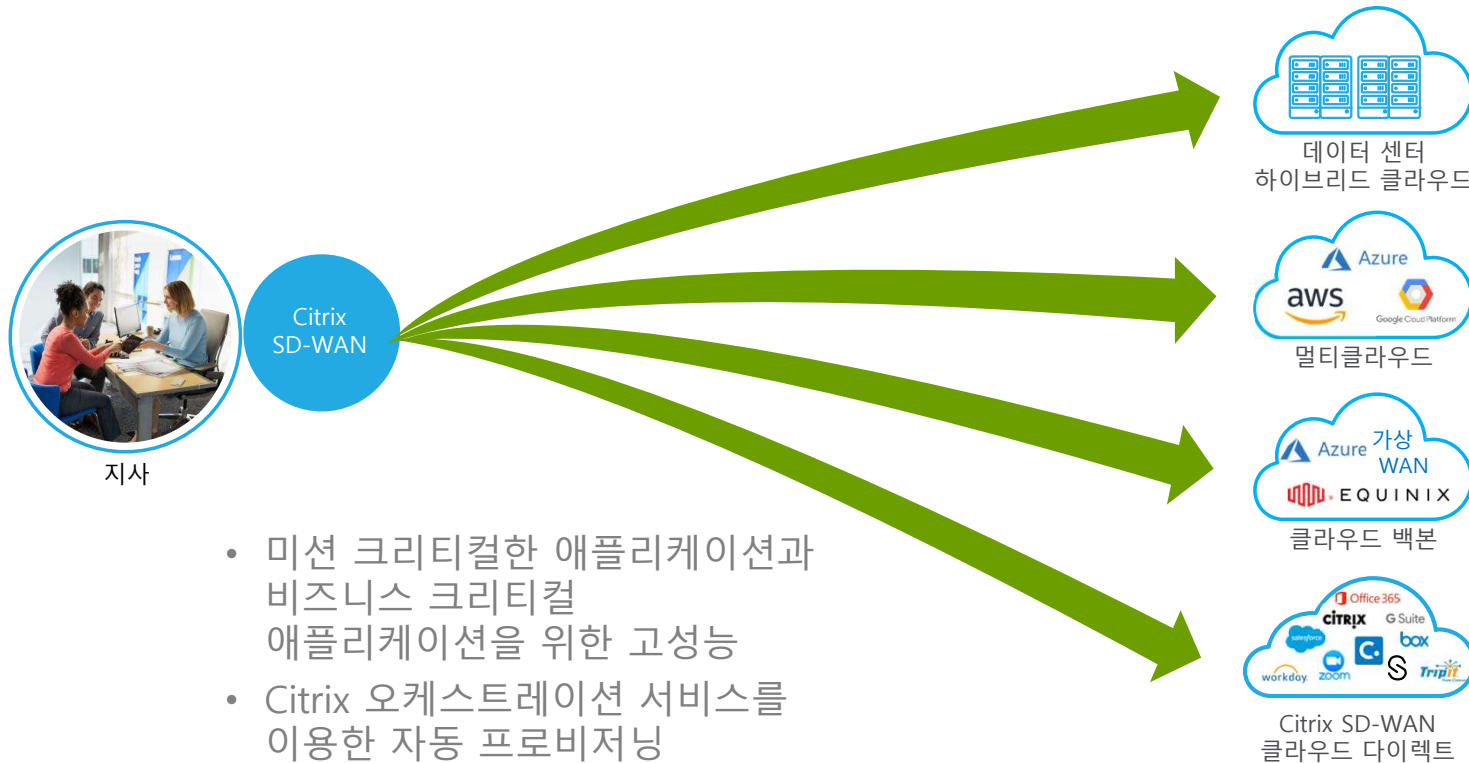 데이터 센터
하이브리드 클라우드
Azure
aws
Google Cloud Platform
멀티클라우드
Citrix
SD-WAN
지사
Azure 가상
WAN
EQUINIX
클라우드 백본
• 미션 크리티컬한 애플리케이션과
비즈니스 크리티컬
애플리케이션을 위한 고성능
• Citrix 오케스트레이션 서비스를
이용한 자동 프로비저닝
Office 365
CITRIX G Suite
salesforce C. box
workday. zoom S TripIt
Citrix SD-WAN
클라우드 다이렉트